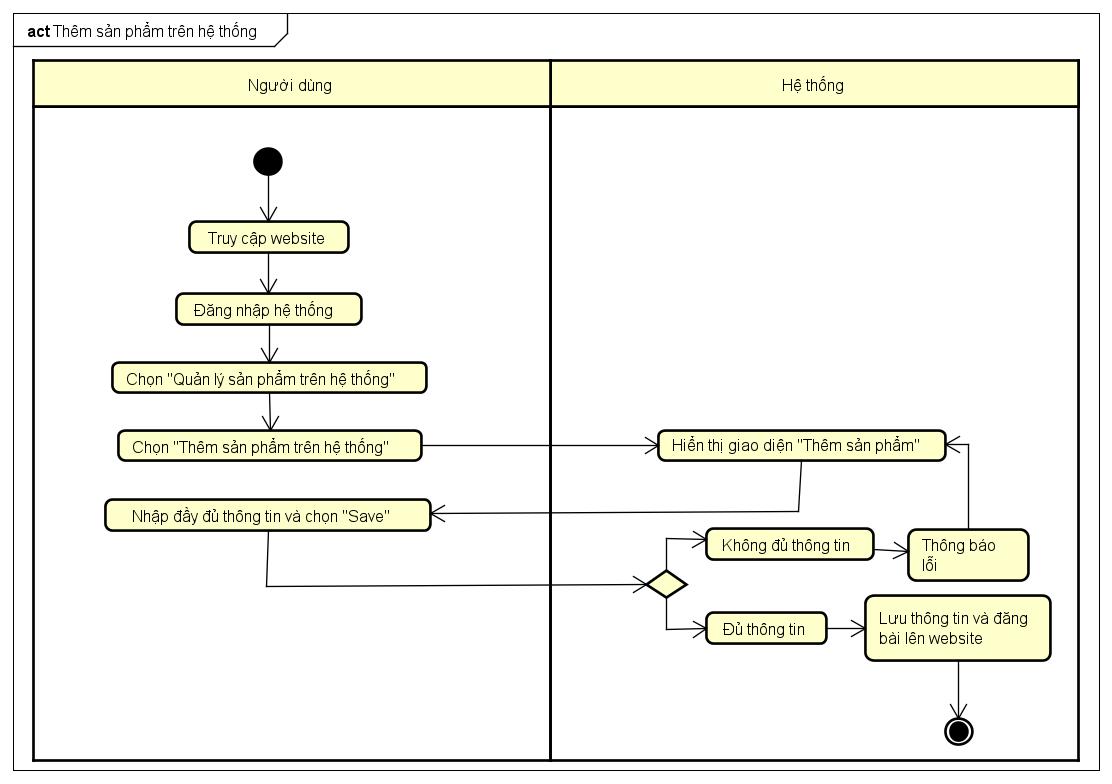 act Thêm sản phẩm trên hệ thống
Người dùng
Hệ thống
Truy cập website
Đăng nhập hệ thống
Chọn "Quản lý sản phẩm trên hệ thống"
Chọn "Thêm sản phẩm trên hệ thống"
Hiển thị giao diện "Thêm sản phẩm"
Nhập đầy đủ thông tin và chọn "Save"
Không đủ thông tin
Thông báo
lỗi
Đủ thông tin
Lưu thông tin và đăng
bài lên website